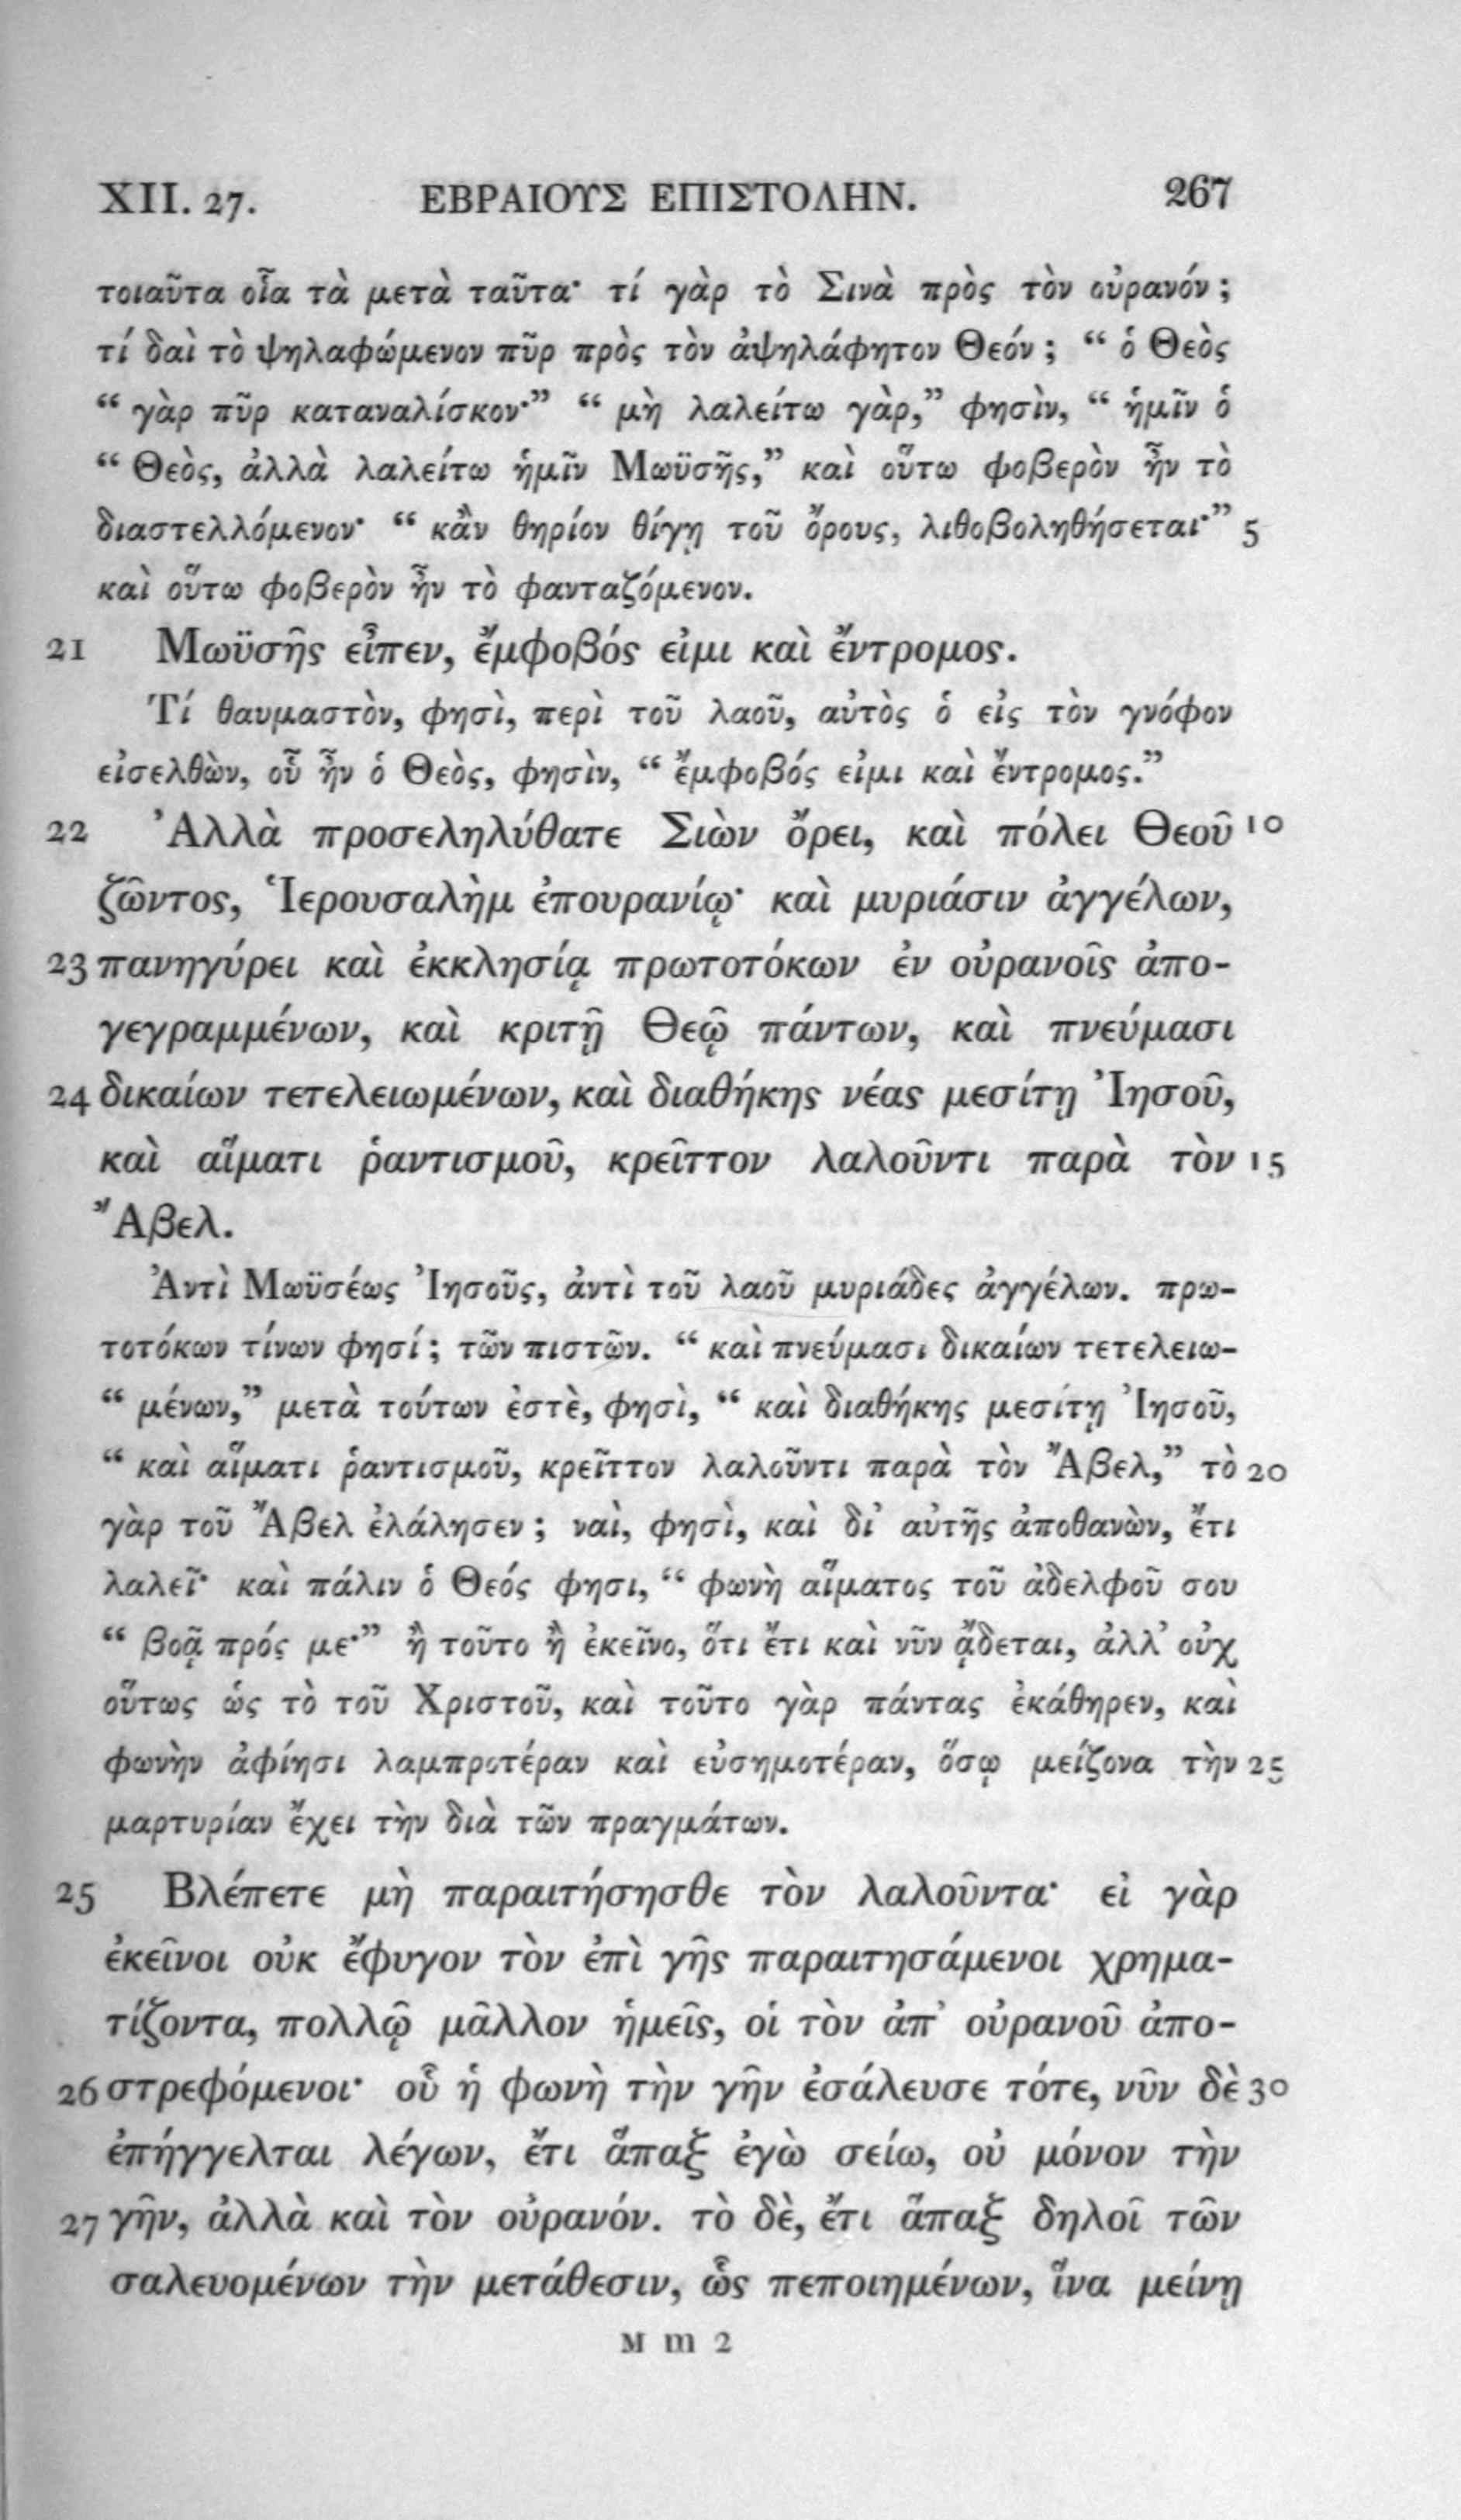 XII. 27. ΕΒΡΑΙΟΥΣ ΕΠΙΣΤΟΛΗΝ. 267
τοιαῦτα οἷα τὰ μετὰ ταῦτα· τί γὰρ τὸ Σινὰ πρὸς τὸν οὐρανόν;
τί δαὶ τὸ ψηλαφώμενον πῦρ πρὸς τὸν ἀψηλάφητον Θεόν; “ ὁ Θεὸς
“ γὰρ πῦρ καταναλίσκον·” “ μὴ λαλείτω γὰρ,” φησὶν, “ ἡμῖν ὁ
“ Θεὸς, ἀλλὰ λαλείτω ἡμῖν Μωϋσῆς,” καὶ οὕτω φοβερὸν ἦν τὸ
διαστελλόμενον· “ κἂν θηρίον θίγῃ τοῦ ὄρους, λιθοβοληθήσεται·” 5
καὶ οὕτω φοβερὸν ἦν τὸ φανταζόμενον.
21 Μωϋσῆς εἶπεν, ἔμφοβός εἰμι καὶ ἔντρομος.
Τί θαυμαστὸν, φησὶ, περὶ τοῦ λαοῦ, αὐτὸς ὁ εἰς τὸν γνόφον
εἰσελθὼν, οὗ ἦν ὁ Θεὸς, φησὶν, “ ἔμφοβός εἰμι καὶ ἔντρομος.”
22 Ἀλλὰ προσεληλύθατε Σιὼν ὄρει, καὶ πόλει Θεοῦ 10
ζῶντος, Ἱερουσαλὴμ ἐπουρανίῳ· καὶ μυριάσιν ἀγγέλων,
23 πανηγύρει καὶ ἐκκλησίᾳ πρωτοτόκων ἐν οὐρανοῖς ἀπο-
γεγραμμένων, καὶ κριτῇ Θεῷ πάντων, καὶ πνεύμασι
24 δικαίων τετελειωμένων, καὶ διαθήκης νέας μεσίτῃ Ἰησοῦ,
καὶ αἵματι ῥαντισμοῦ, κρεῖττον λαλοῦντι παρὰ τὸν 15
Ἄβελ.
Ἀντὶ Μωϋσέως Ἰησοῦς, ἀντὶ τοῦ λαοῦ μυριάδες ἀγγέλων. πρω-
τοτόκων τίνων φησί; τῶν πιστῶν. “ καὶ πνεύμασι δικαίων τετελειω-
“ μένων,” μετὰ τούτων ἐστὲ, φησὶ, “ καὶ διαθήκης μεσίτῃ Ἰησοῦ,
“ καὶ αἵματι ῥαντισμοῦ, κρεῖττον λαλοῦντι παρὰ τὸν Ἄβελ,” τὸ 20
γὰρ τοῦ Ἄβελ ἐλάλησεν; ναὶ, φησὶ, καὶ δι’ αὐτῆς ἀποθανὼν, ἔτι
λαλεῖ· καὶ πάλιν ὁ Θεός φησι, “ φωνὴ αἵματος τοῦ ἀδελφοῦ σου
“ βοᾷ πρός με·” ἢ τοῦτο ἢ ἐκεῖνο, ὅτι ἔτι καὶ νῦν ᾄδεται, ἀλλ’ οὐχ
οὕτως ὡς τὸ τοῦ Χριστοῦ, καὶ τοῦτο γὰρ πάντας ἐκάθηρεν, καὶ
φωνὴν ἀφίησι λαμπροτέραν καὶ εὐσημοτέραν, ὅσῳ μείζονα τὴν 25
μαρτυρίαν ἔχει τὴν διὰ τῶν πραγμάτων.
25 Βλέπετε μὴ παραιτήσησθε τὸν λαλοῦντα· εἰ γὰρ
ἐκεῖνοι οὐκ ἔφυγον τὸν ἐπὶ γῆς παραιτησάμενοι χρημα-
τίζοντα, πολλῷ μᾶλλον ἡμεῖς, οἱ τὸν ἀπ’ οὐρανοῦ ἀπο-
26 στρεφόμενοι· οὗ ἡ φωνὴ τὴν γῆν ἐσάλευσε τότε, νῦν δὲ 30
ἐπήγγελται λέγων, ἔτι ἅπαξ ἐγὼ σείω, οὐ μόνον τὴν
27 γῆν, ἀλλὰ καὶ τὸν οὐρανόν. τὸ δὲ, ἔτι ἅπαξ δηλοῖ τῶν
σαλευομένων τὴν μετάθεσιν, ὧς πεποιημένων, ἵνα μείνῃ
M m 2